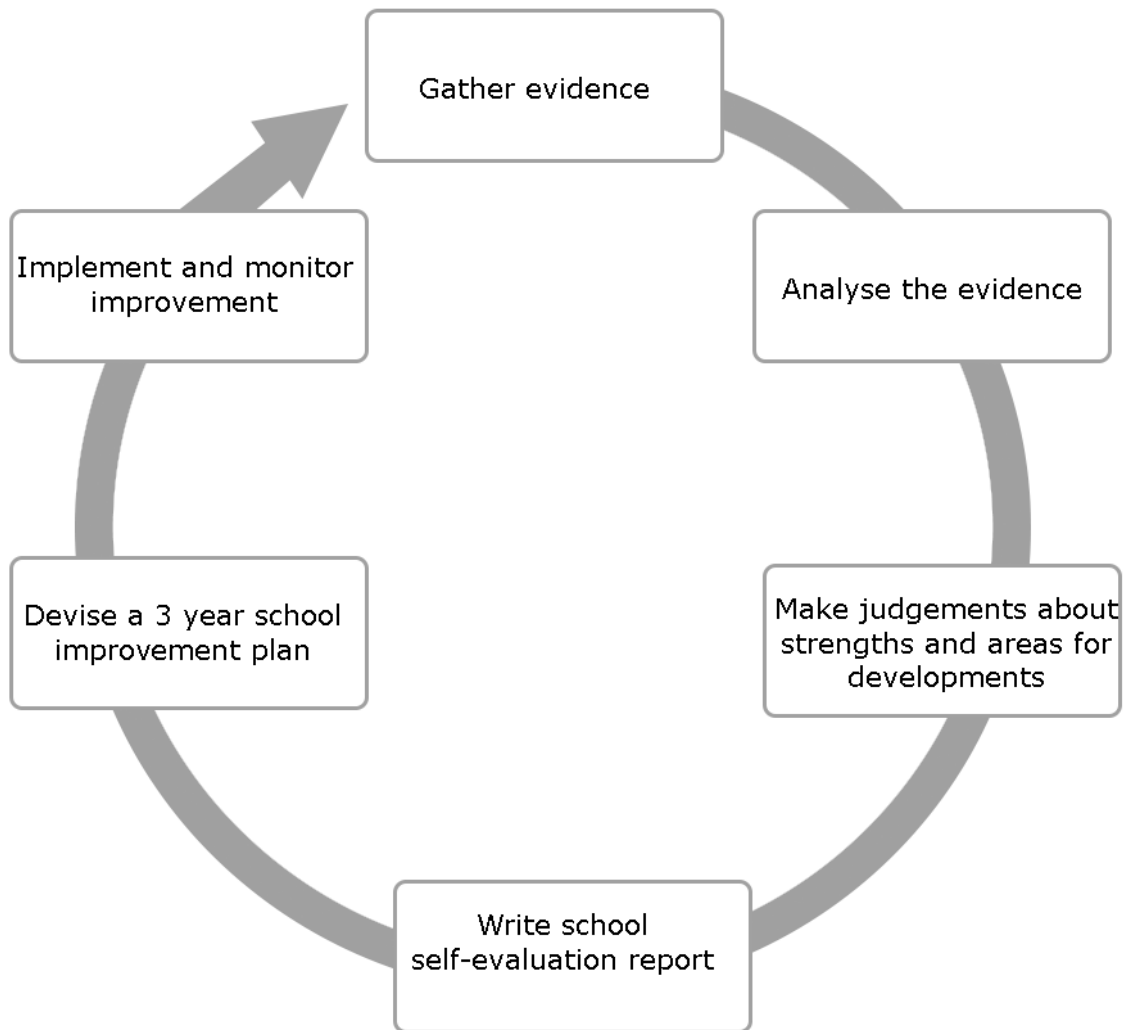 Gather evidence
Analyse the evidence
Make judgements about
strengths and areas for
developments
Write school
self-evaluation report
Devise a 3 year school
improvement plan
Implement and monitor
improvement